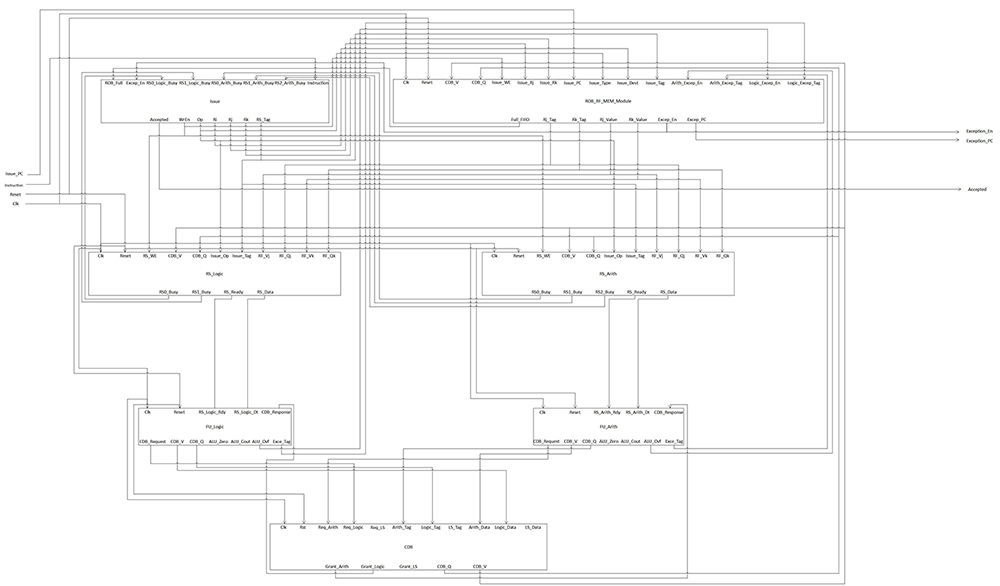 ROB_Full Excep_En RS0_Logic_Busy RS1_Logic_Busy RS0_Arith_Busy RS1_Arith_Busy RS2_Arith_Busy Instruction
Issue
Accepted WrEn Op Ri Rj Rk RS_Tag
Clk Reset CDB_V CDB_Q Issue_WE Issue_Rj Issue_Rk Issue_PC Issue_Type Issue_Dest Issue_Tag Arith_Excep_En Arith_Excep_Tag Logic_Excep_En Logic_Excep_Tag
ROB_RF_MEM_Module
Full_FIFO Rj_Tag Rk_Tag Rj_Value Rk_Value Excep_En Excep_PC
Exception_En
Exception_PC
Issue_PC
Instruction
Reset
Clk
Accepted
Clk Reset RS_WE CDB_V CDB_Q Issue_Op Issue_Tag RF_Vj RF_Qj RF_Vk RF_Qk
RS_Logic
RS0_Busy RS1_Busy RS_Ready RS_Data
Clk Reset RS_WE CDB_V CDB_Q Issue_Op Issue_Tag RF_Vj RF_Qj RF_Vk RF_Qk
RS_Arith
RS0_Busy RS1_Busy RS2_Busy RS_Ready RS_Data
Clk Reset RS_Logic_Rdy RS_Logic_Dt CDB_Response
FU_Logic
CDB_Request CDB_V CDB_Q ALU_Zero ALU_Cout ALU_Ovf Exce_Tag
Clk Reset RS_Arith_Rdy RS_Arith_Dt CDB_Response
FU_Arith
CDB_Request CDB_V CDB_Q ALU_Zero ALU_Cout ALU_Ovf Exce_Tag
Clk Rst Req_Arith Req_Logic Req_LS Arith_Tag Logic_Tag LS_Tag Arith_Data Logic_Data LS_Data
CDB
Grant_Arith Grant_Logic Grant_LS CDB_Q CDB_V